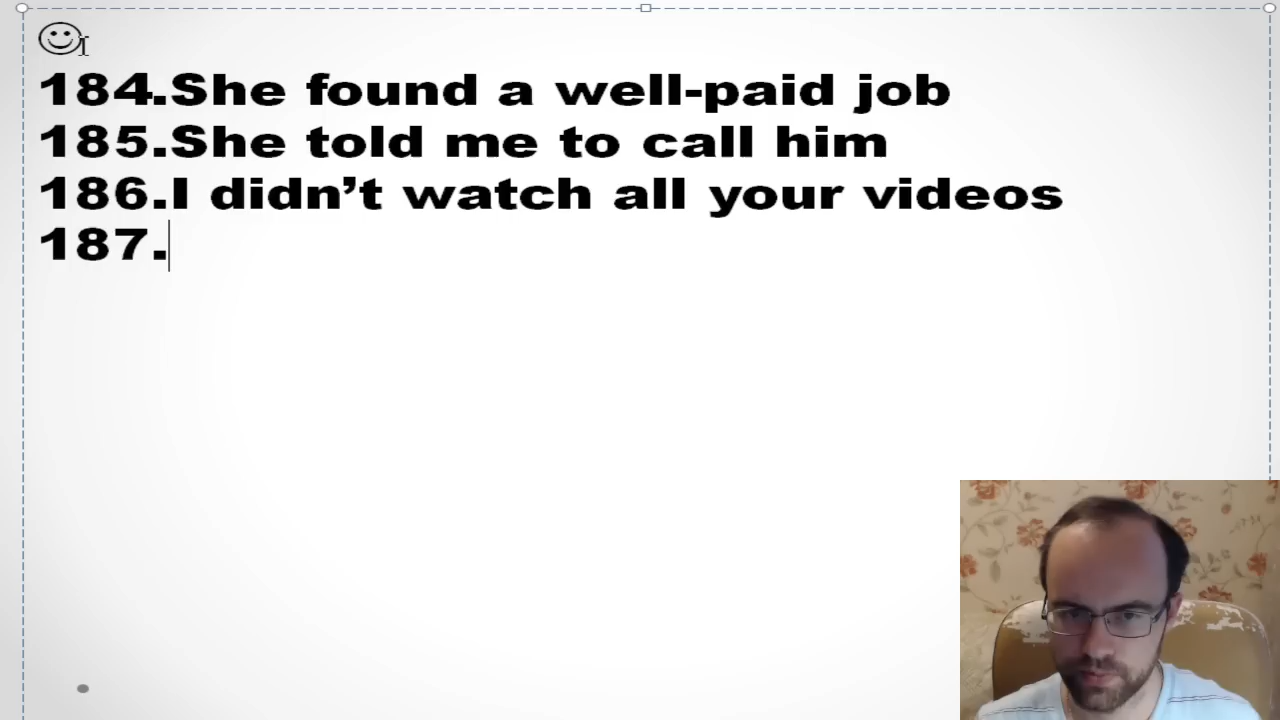 184.She found a well-paid job
185.She told me to call him
186.I didn’t watch all your videos
187.